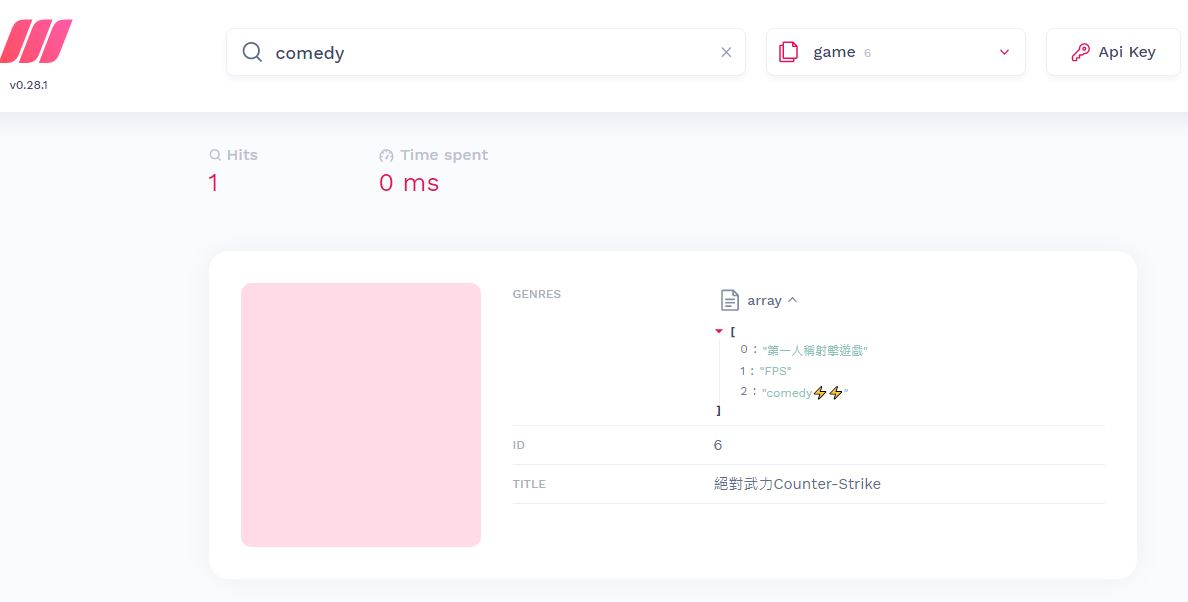 comedy
game 6
Api Key
v0.28.1
Hits
Time spent
1
0 ms
GENRES
array
[
0 : "第一人稱射擊遊戲"
1 : "FPS"
2 : "comedy⚡⚡"
]
ID
6
TITLE
絕對武力Counter-Strike